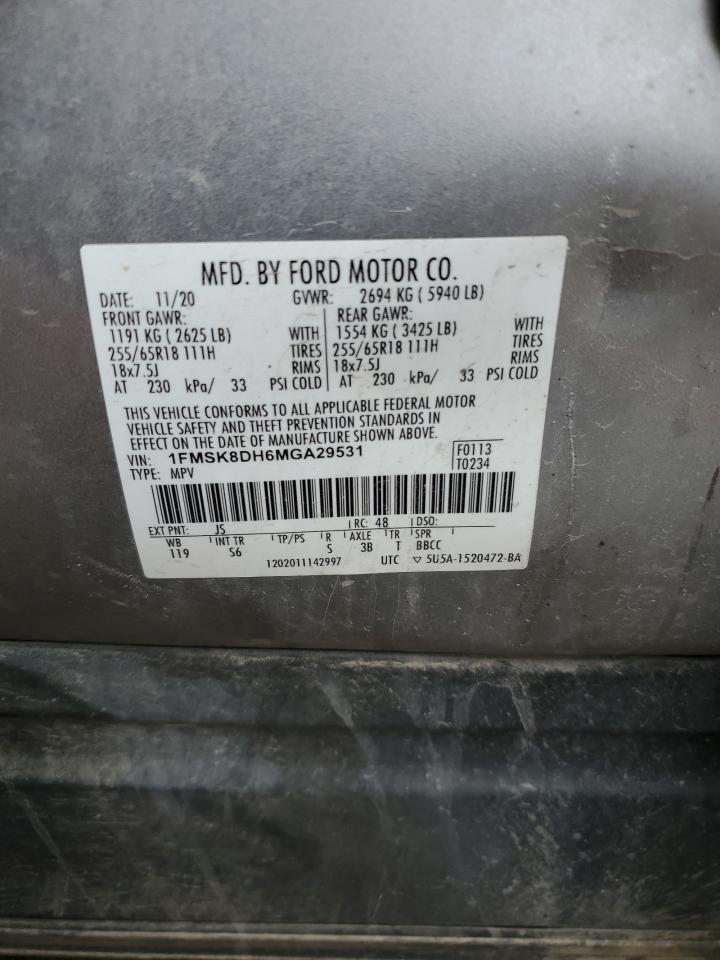 MFD. BY FORD MOTOR CO.
DATE: 11/20 GVWR: 2694 KG ( 5940 LB)
FRONT GAWR: REAR GAWR:
1191 KG ( 2625 LB) WITH 1554 KG ( 3425 LB) WITH
255/65R18 111H TIRES 255/65R18 111H TIRES
18x7.5J RIMS 18x7.5J RIMS
AT 230 kPa/ 33 PSI COLD AT 230 kPa/ 33 PSI COLD
THIS VEHICLE CONFORMS TO ALL APPLICABLE FEDERAL MOTOR
VEHICLE SAFETY AND THEFT PREVENTION STANDARDS IN
EFFECT ON THE DATE OF MANUFACTURE SHOWN ABOVE.
VIN: 1FMSK8DH6MGA29531 F0113
TYPE: MPV T0234
EXT PNT: JS RC: 48 DSO:
WB INT TR TP/PS R AXLE TR SPR
119 S6 S 3B T BBCC
1202011142997 UTC ▽ 5U5A-1520472-BA